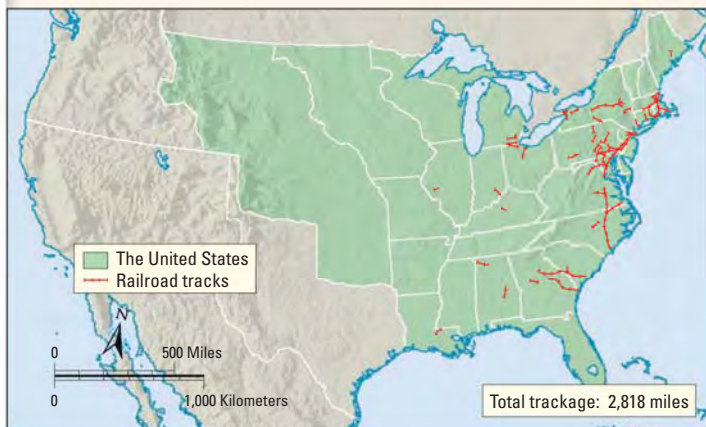 The United States
Railroad tracks
N
0 500 Miles
0 1,000 Kilometers
Total trackage: 2,818 miles